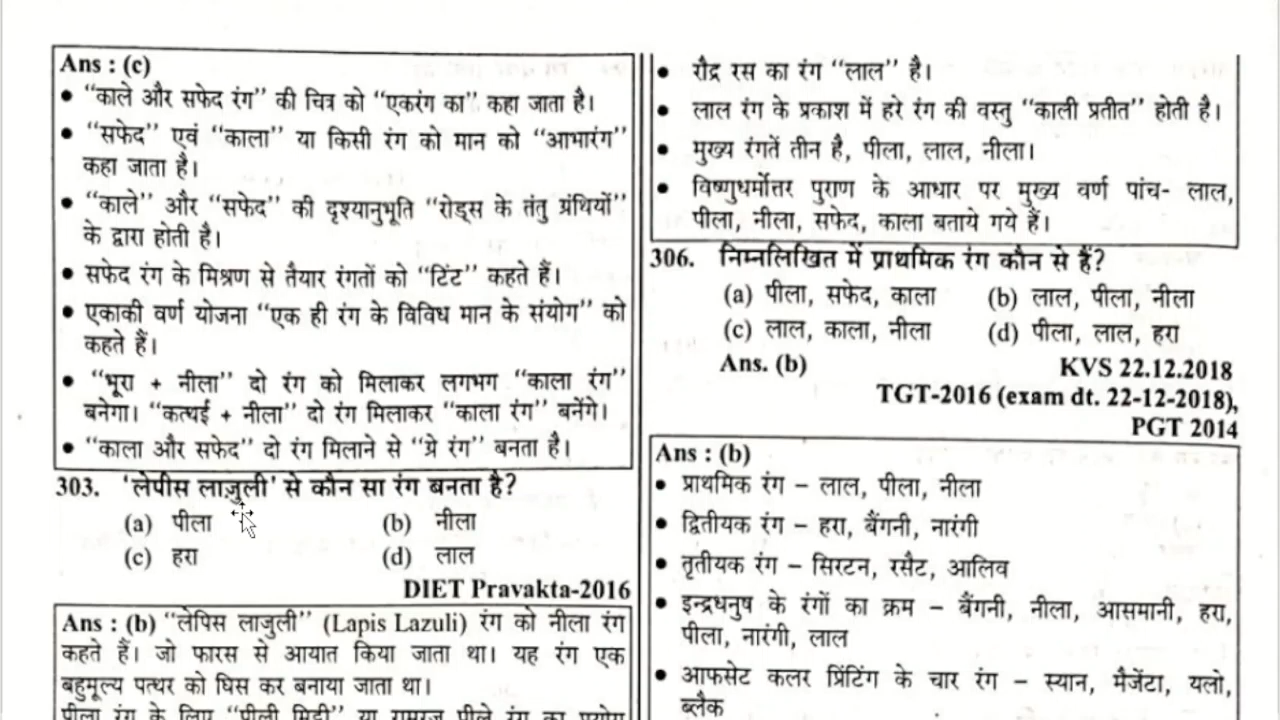 Ans : (c)
• "काले और सफेद रंग" की चित्र को "एकरंग का" कहा जाता है।
• "सफेद" एवं "काला" या किसी रंग को मान को "आभारंग"
कहा जाता है।
• "काले" और "सफेद" की दृश्यानुभूति "रोड्स के तंतु ग्रंथियों"
के द्वारा होती है।
• सफेद रंग के मिश्रण से तैयार रंगतों को "टिंट" कहते हैं।
• एकाकी वर्ण योजना "एक ही रंग के विविध मान के संयोग" को
कहते हैं।
• "भूरा + नीला" दो रंग को मिलाकर लगभग "काला रंग"
बनेगा। "कत्थई + नीला" दो रंग मिलाकर "काला रंग" बनेंगे।
• "काला और सफेद" दो रंग मिलाने से "ग्रे रंग" बनता है।
303. 'लेपीस लाजुली' से कौन सा रंग बनता है?
(a) पीला (b) नीला
(c) हरा (d) लाल
DIET Pravakta-2016
Ans : (b) "लेपिस लाजुली" (Lapis Lazuli) रंग को नीला रंग
कहते हैं। जो फारस से आयात किया जाता था। यह रंग एक
बहुमूल्य पत्थर को घिस कर बनाया जाता था।
पीला रंग के लिए "पीली मिट्टी" या रामरज पीले रंग का प्रयोग
• रौद्र रस का रंग "लाल" है।
• लाल रंग के प्रकाश में हरे रंग की वस्तु "काली प्रतीत" होती है।
• मुख्य रंगतें तीन है, पीला, लाल, नीला।
• विष्णुधर्मोत्तर पुराण के आधार पर मुख्य वर्ण पांच- लाल,
पीला, नीला, सफेद, काला बताये गये हैं।
306. निम्नलिखित में प्राथमिक रंग कौन से हैं?
(a) पीला, सफेद, काला (b) लाल, पीला, नीला
(c) लाल, काला, नीला (d) पीला, लाल, हरा
Ans. (b) KVS 22.12.2018
TGT-2016 (exam dt. 22-12-2018),
PGT 2014
Ans : (b)
• प्राथमिक रंग – लाल, पीला, नीला
• द्वितीयक रंग – हरा, बैंगनी, नारंगी
• तृतीयक रंग – सिरटन, रसैट, आलिव
• इन्द्रधनुष के रंगों का क्रम – बैंगनी, नीला, आसमानी, हरा,
पीला, नारंगी, लाल
• आफसेट कलर प्रिंटिंग के चार रंग – स्यान, मैजेंटा, यलो,
ब्लैक